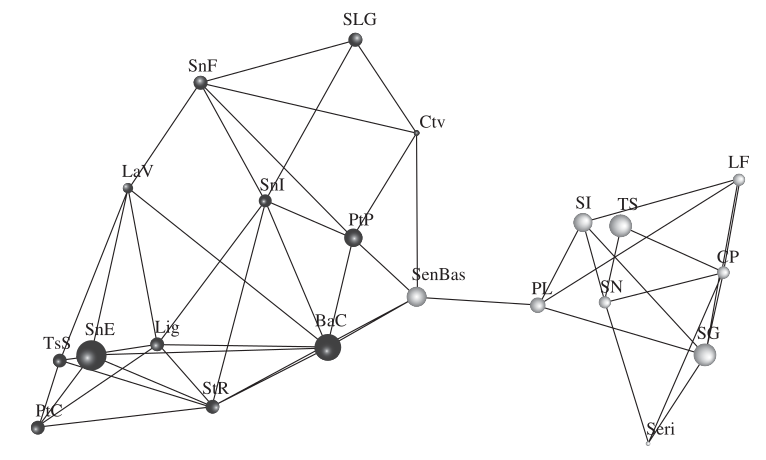 SLG
SnF
Ctv
LF
LaV
SnI
SI
TS
PtP
CP
SenBas
PL
SN
BaC
Lig
SnE
TsS
SG
StR
PtC
Seri